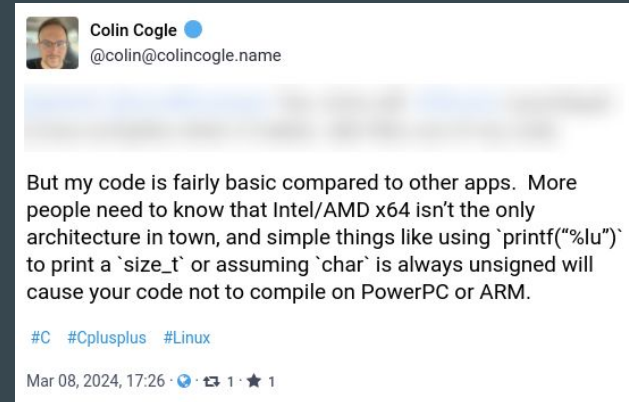 Colin Cogle
@colin@colincogle.name
But my code is fairly basic compared to other apps.  More
people need to know that Intel/AMD x64 isn’t the only
architecture in town, and simple things like using `printf(“%lu”)`
to print a `size_t` or assuming `char` is always unsigned will
cause your code not to compile on PowerPC or ARM.
#C #Cplusplus #Linux
Mar 08, 2024, 17:26 · · 1 · 1